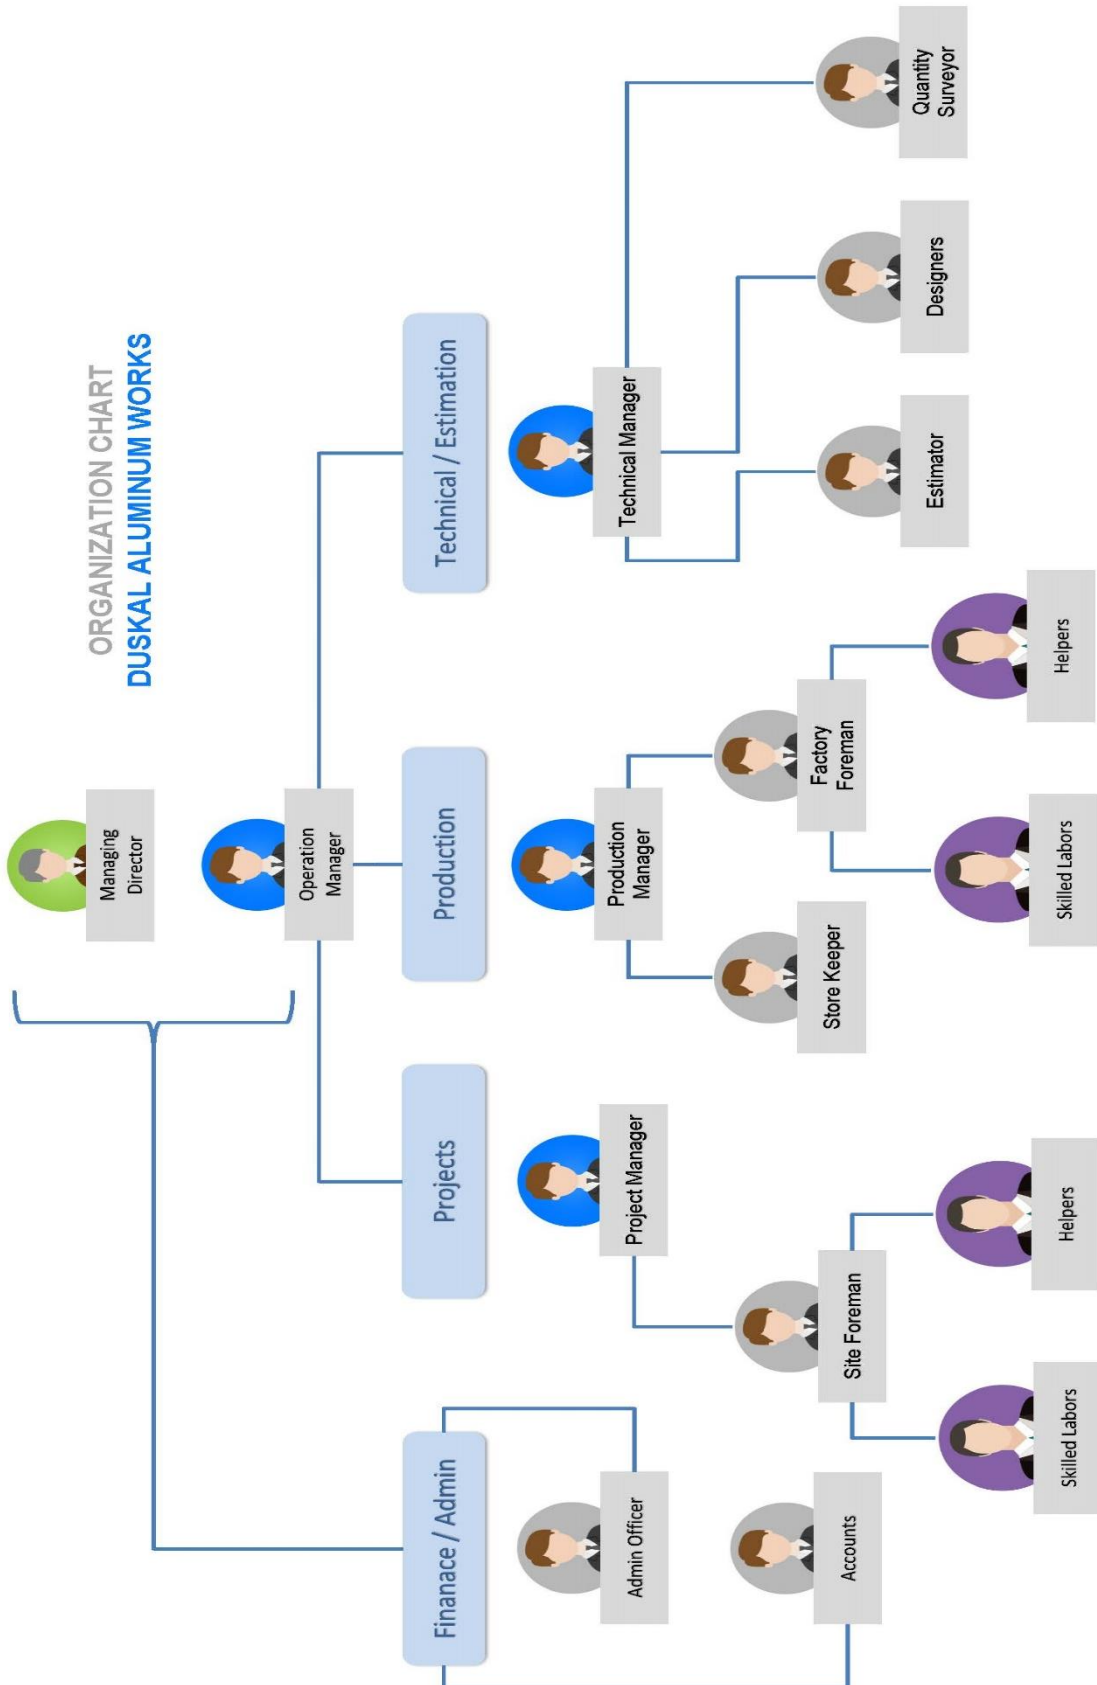 ORGANIZATION CHART
DUSKAL ALUMINUM WORKS
Managing
Director
Operation
Manager
Finanace / Admin
Projects
Production
Technical / Estimation
Admin Officer
Project Manager
Production
Manager
Technical Manager
Accounts
Site Foreman
Store Keeper
Factory
Foreman
Estimator
Designers
Quantity
Surveyor
Skilled Labors
Helpers
Skilled Labors
Helpers